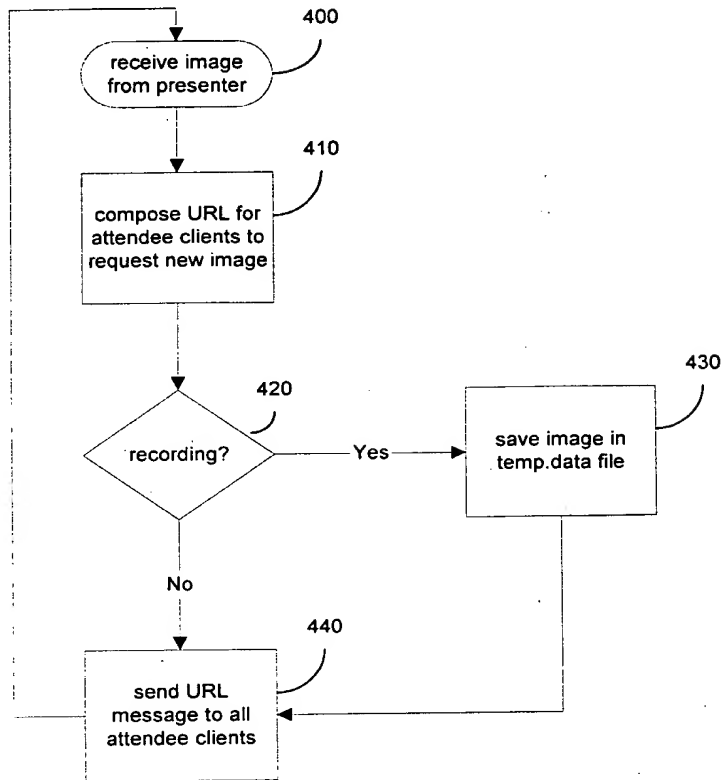 400
receive image
from presenter
410
compose URL for
attendee clients to
request new image
420
recording?
Yes
430
save image in
temp.data file
No
440
send URL
message to all
attendee clients